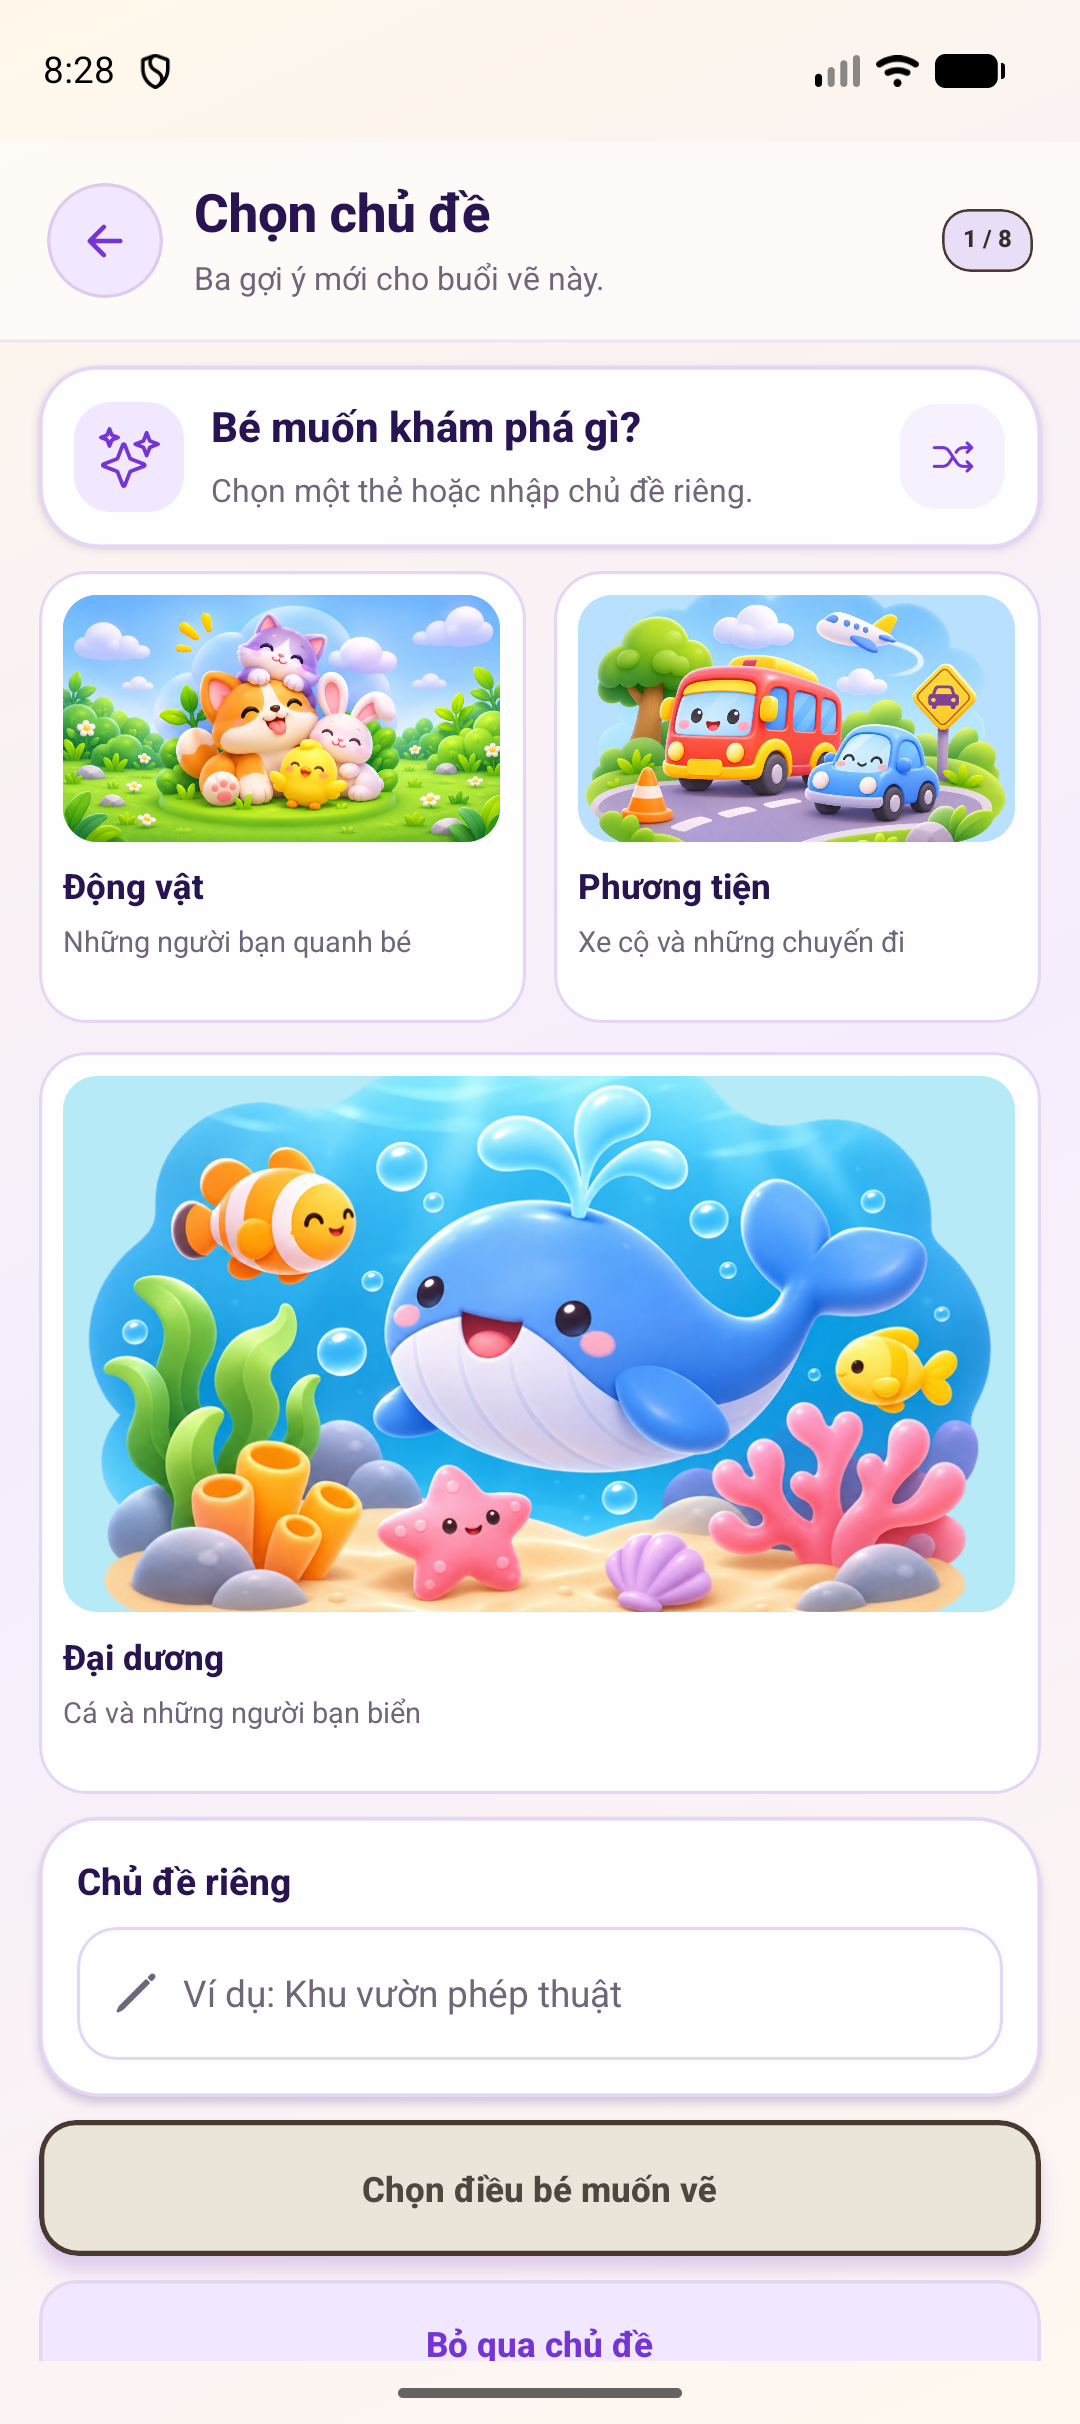 8:28
Chọn chủ đề
Ba gợi ý mới cho buổi vẽ này.
1 / 8
Bé muốn khám phá gì?
Chọn một thẻ hoặc nhập chủ đề riêng.
Động vật
Những người bạn quanh bé
Phương tiện
Xe cộ và những chuyến đi
Đại dương
Cá và những người bạn biển
Chủ đề riêng
Ví dụ: Khu vườn phép thuật
Chọn điều bé muốn vẽ
Bỏ qua chủ đề